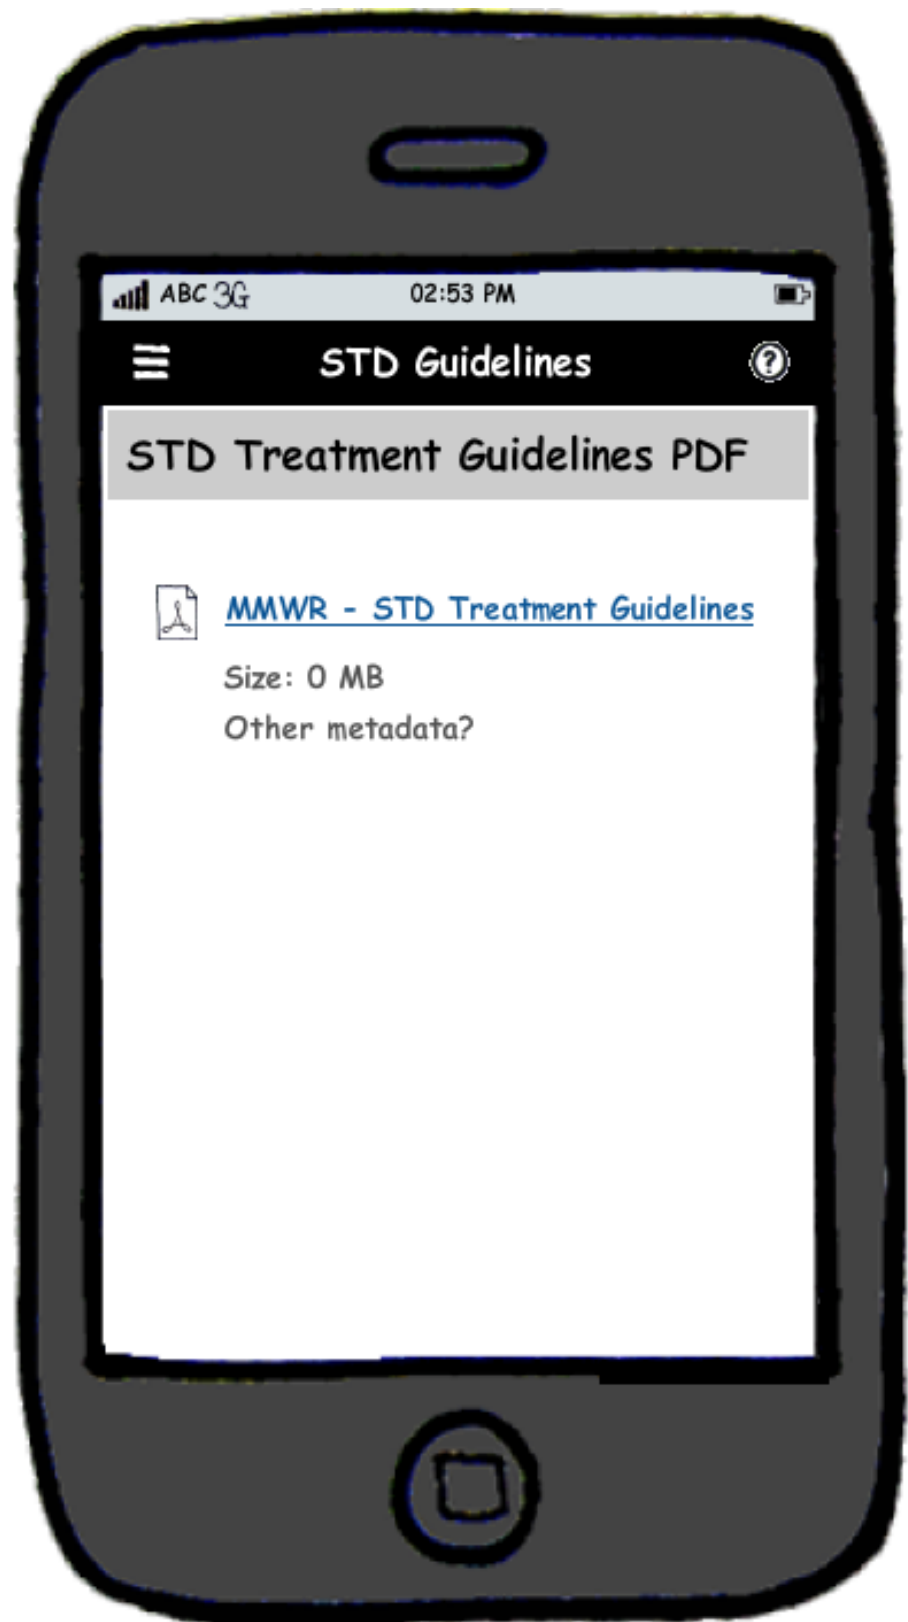 ABC 3G 02:53 PM
STD Guidelines ?
STD Treatment Guidelines PDF
MMWR - STD Treatment Guidelines
Size: 0 MB
Other metadata?